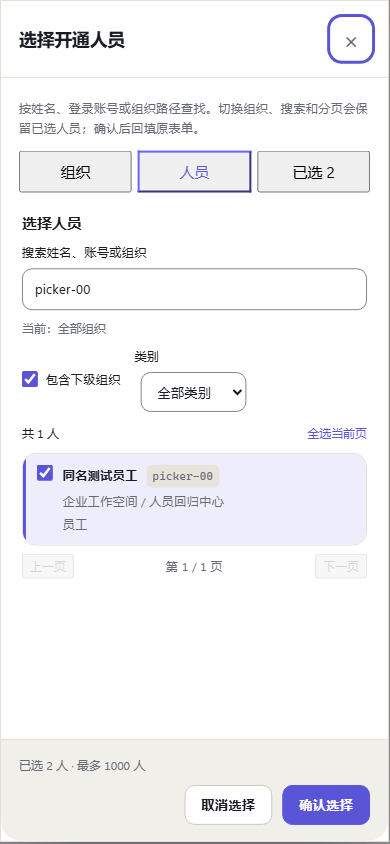 选择开通人员
×
按姓名、登录账号或组织路径查找。切换组织、搜索和分页会保
留已选人员；确认后回填原表单。
组织 人员 已选 2
选择人员
搜索姓名、账号或组织
picker-00
当前：全部组织
类别
包含下级组织 全部类别
共 1 人 全选当前页
同名测试员工 picker-00
企业工作空间 / 人员回归中心
员工
上一页 第 1 / 1 页 下一页
已选 2 人 · 最多 1000 人
取消选择 确认选择